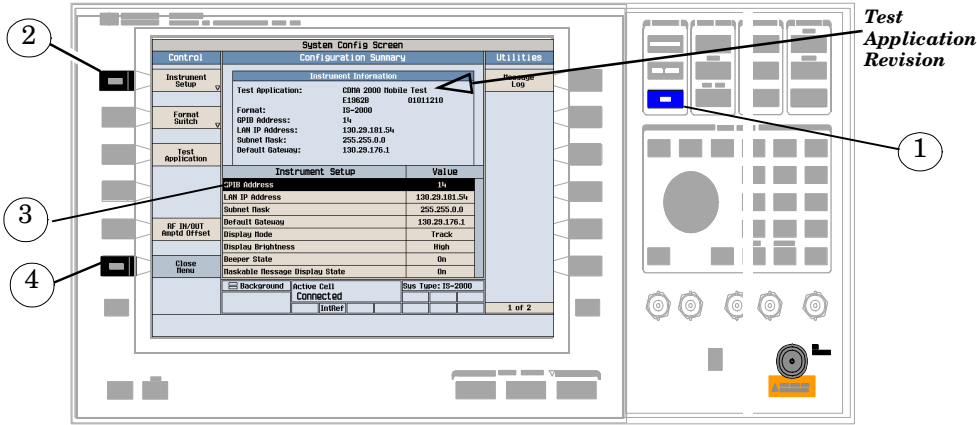 System Config Screen
Control
Configuration Summary
Utilities
Instrument Setup
Format Switch
Test Application
RF IN/OUT Amptd Offset
Close Menu
Instrument Information
Test Application: CDMA 2000 Mobile Test
E1962B 01011210
Format: IS-2000
GPIB Address: 14
LAN IP Address: 130.29.181.54
Subnet Mask: 255.255.0.0
Default Gateway: 130.29.176.1
Instrument Setup Value
GPIB Address 14
LAN IP Address 130.29.181.54
Subnet Mask 255.255.0.0
Default Gateway 130.29.176.1
Display Mode Track
Display Brightness High
Beeper State On
Maskable Message Display State On
Background
Active Cell
Connected
Sys Type: IS-2000
IntRef
Message Log
1 of 2
Test
Application
Revision
1
2
3
4